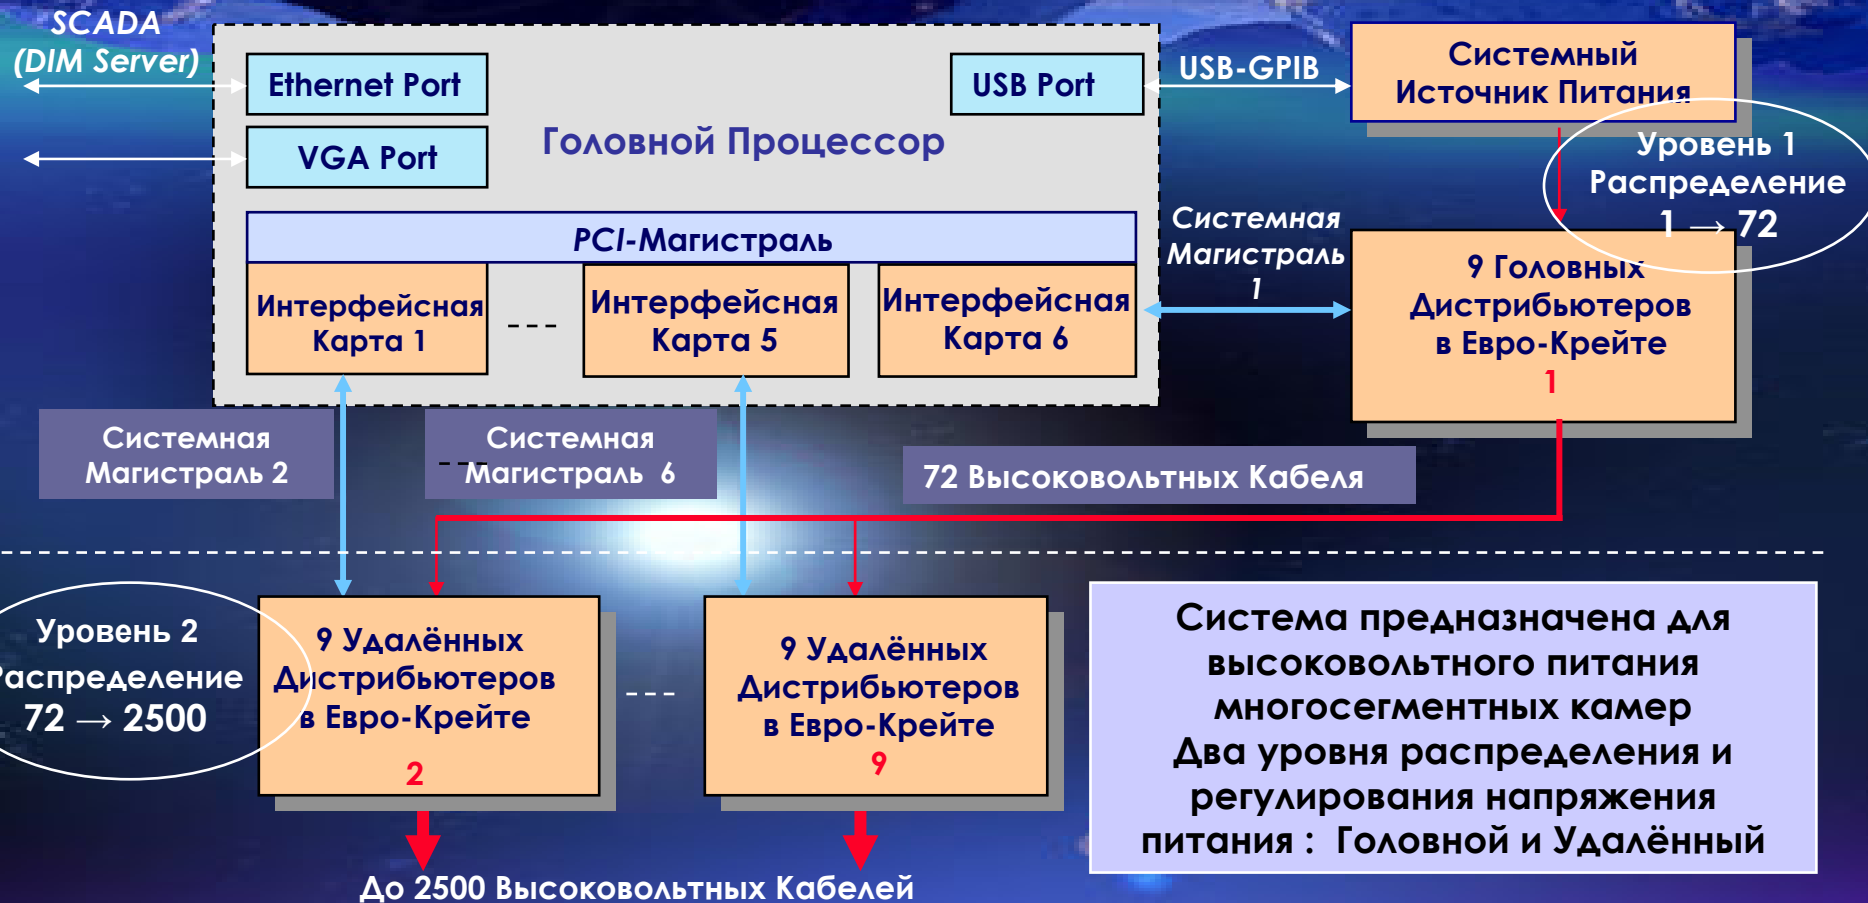 SCADA
(DIM Server)
Ethernet Port
VGA Port
Головной Процессор
USB Port
USB-GPIB
Системный
Источник Питания
Уровень 1
Распределение
1 → 72
PCI-Магистраль
Интерфейсная
Карта 1
Интерфейсная
Карта 5
Интерфейсная
Карта 6
Системная
Магистраль
1
9 Головных
Дистрибьютеров
в Евро-Крейте
1
Системная
Магистраль 2
Системная
Магистраль 6
72 Высоковольтных Кабеля
Уровень 2
Распределение
72 → 2500
9 Удалённых
Дистрибьютеров
в Евро-Крейте
2
9 Удалённых
Дистрибьютеров
в Евро-Крейте
9
Система предназначена для
высоковольтного питания
многосегментных камер
Два уровня распределения и
регулирования напряжения
питания : Головной и Удалённый
До 2500 Высоковольтных Кабелей